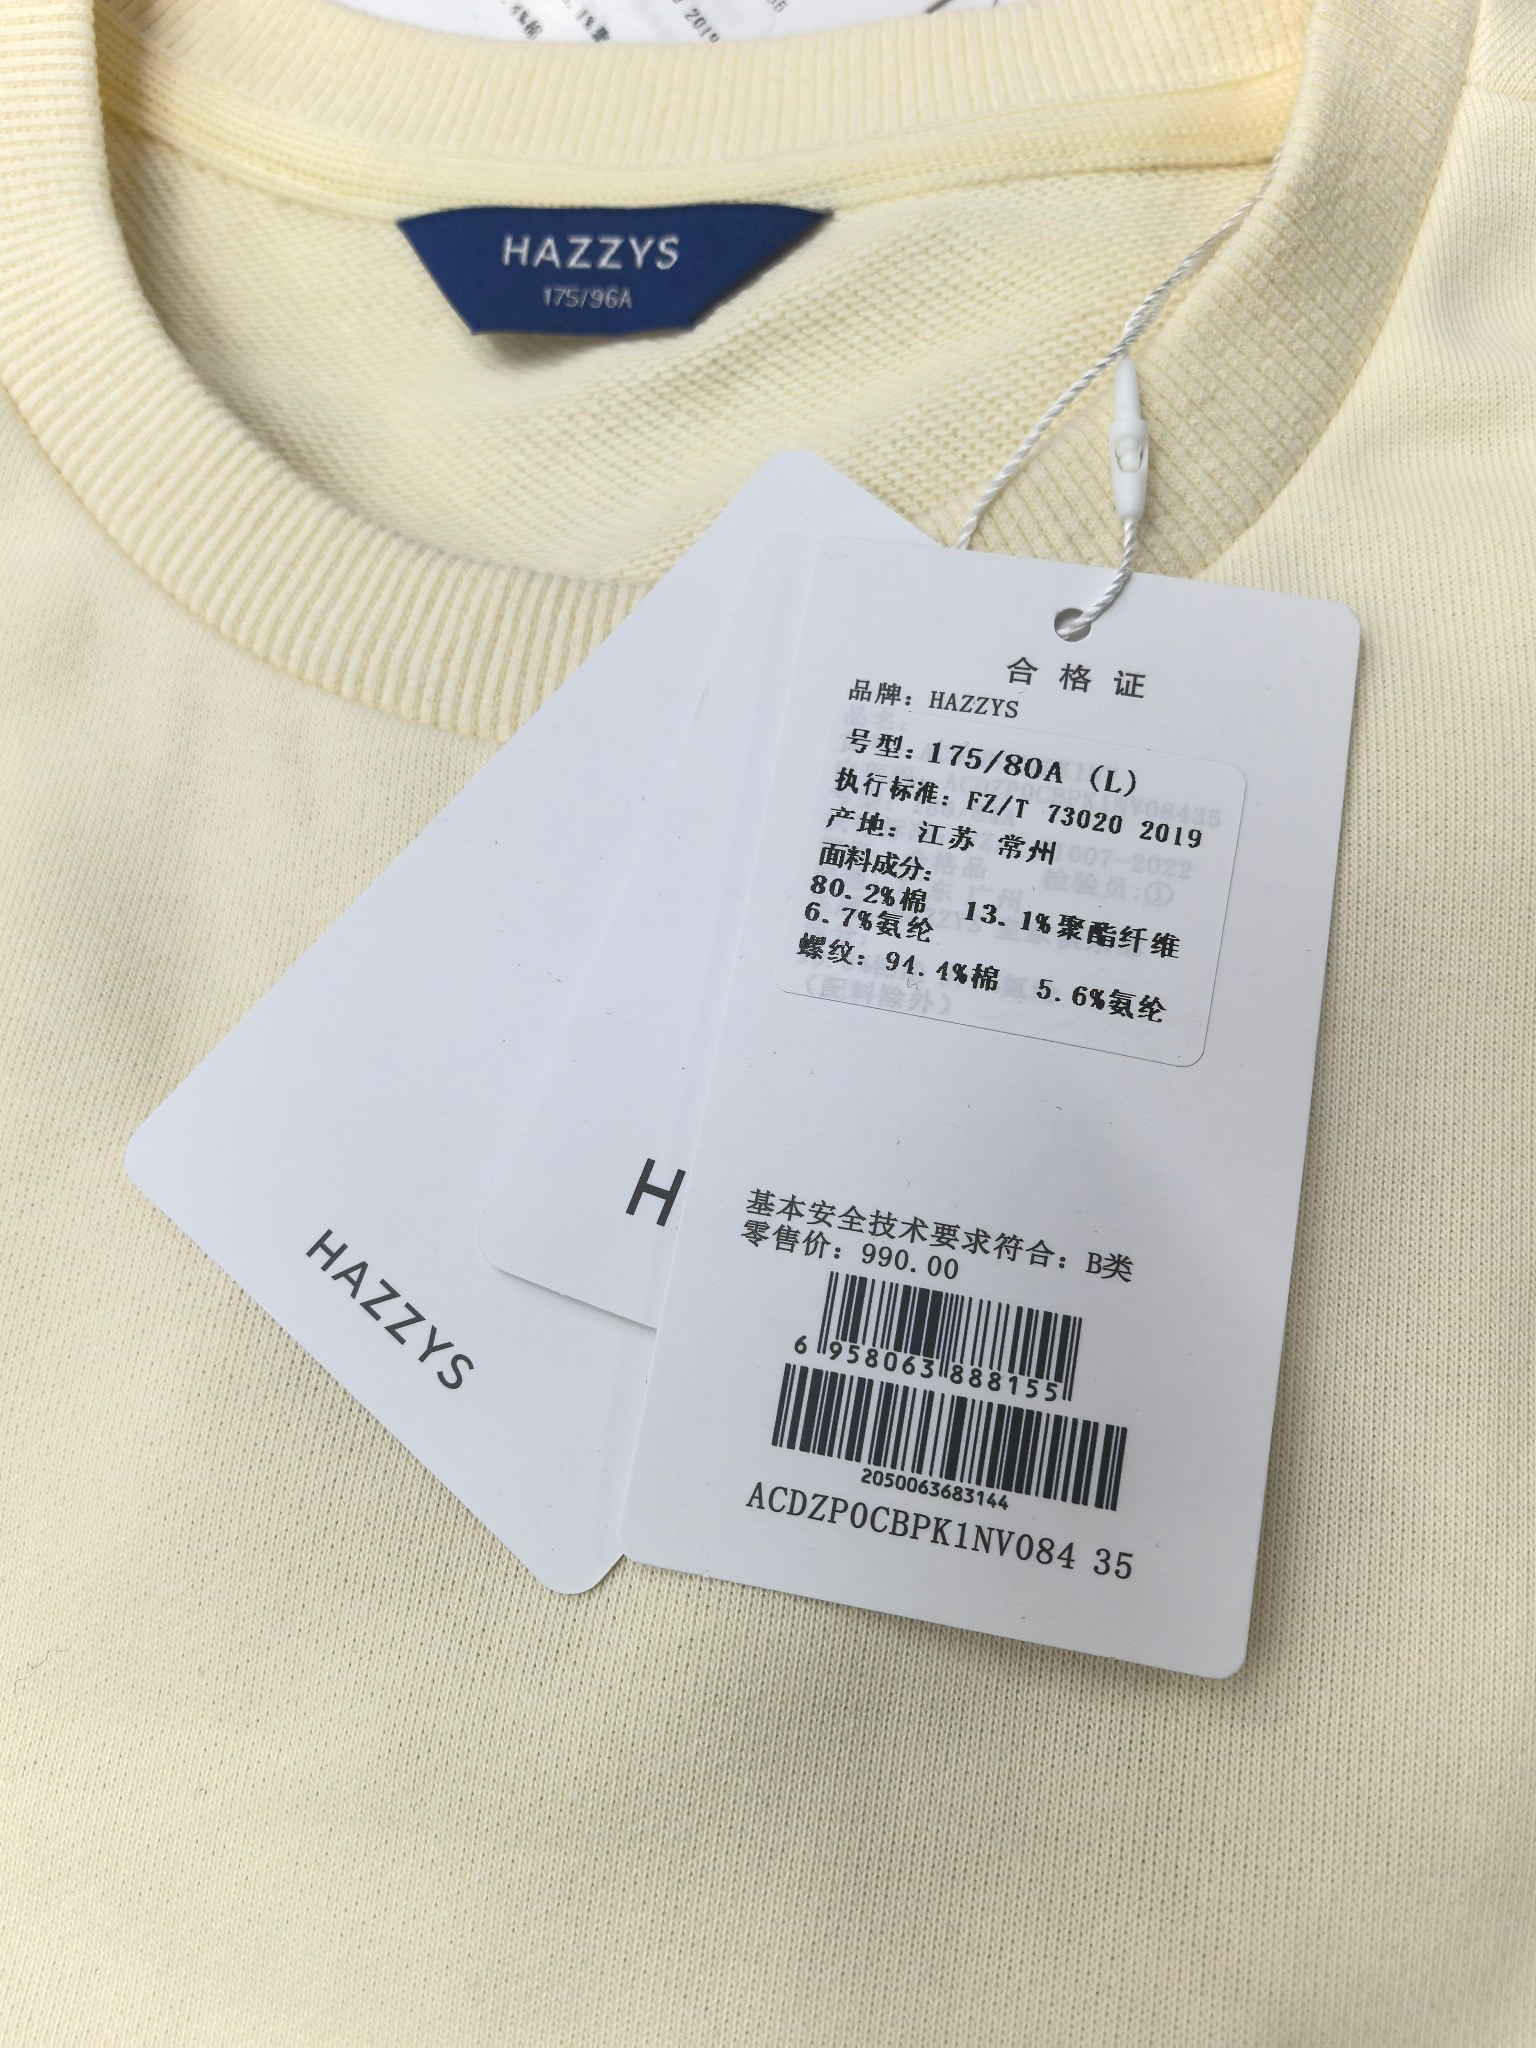 HAZZYS
175/96A
合格证
品牌：HAZZYS
号型：175/80A (L)
执行标准：FZ/T 73020 2019
产地：江苏 常州
面料成分：
80.2%棉 13.1%聚酯纤维
6.7%氨纶
螺纹：94.4%棉 5.6%氨纶
(配料除外)
基本安全技术要求符合：B类
零售价：990.00
6 958063 888155
2050063683144
ACDZP0CBPK1NV084 35
H
HAZZYS